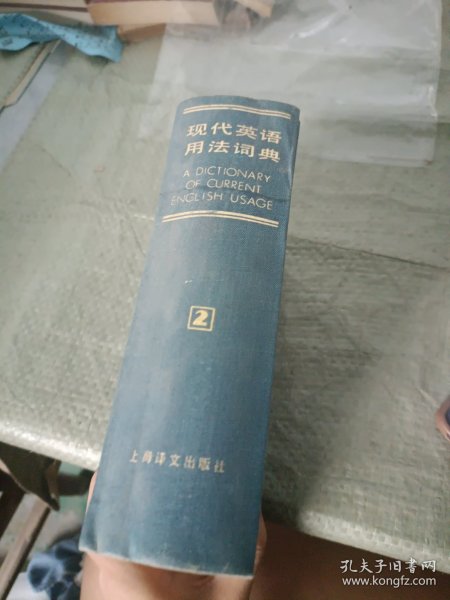 现代英语
用法词典
A DICTIONARY
OF CURRENT
ENGLISH USAGE
2
上海译文出版社
孔夫子旧书网
www.kongfz.com